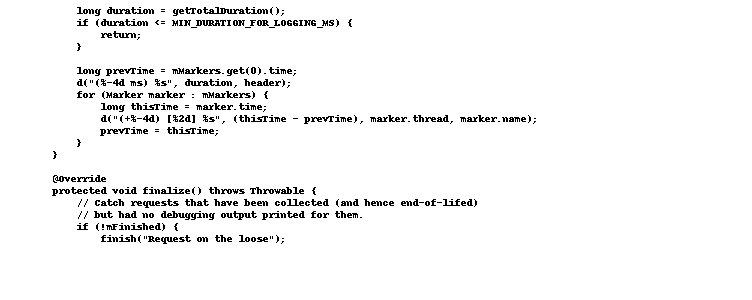 long duration = getTotalDuration();
if (duration <= MIN_DURATION_FOR_LOGGING_MS) {
return;
}
long prevTime = mMarkers.get(0).time;
d("(%-4d ms) %s", duration, header);
for (Marker marker : mMarkers) {
long thisTime = marker.time;
d("(+%-4d) [%2d] %s", (thisTime - prevTime), marker.thread, marker.name);
prevTime = thisTime;
}
}
@Override
protected void finalize() throws Throwable {
// Catch requests that have been collected (and hence end-of-lifed)
// but had no debugging output printed for them.
if (!mFinished) {
finish("Request on the loose");